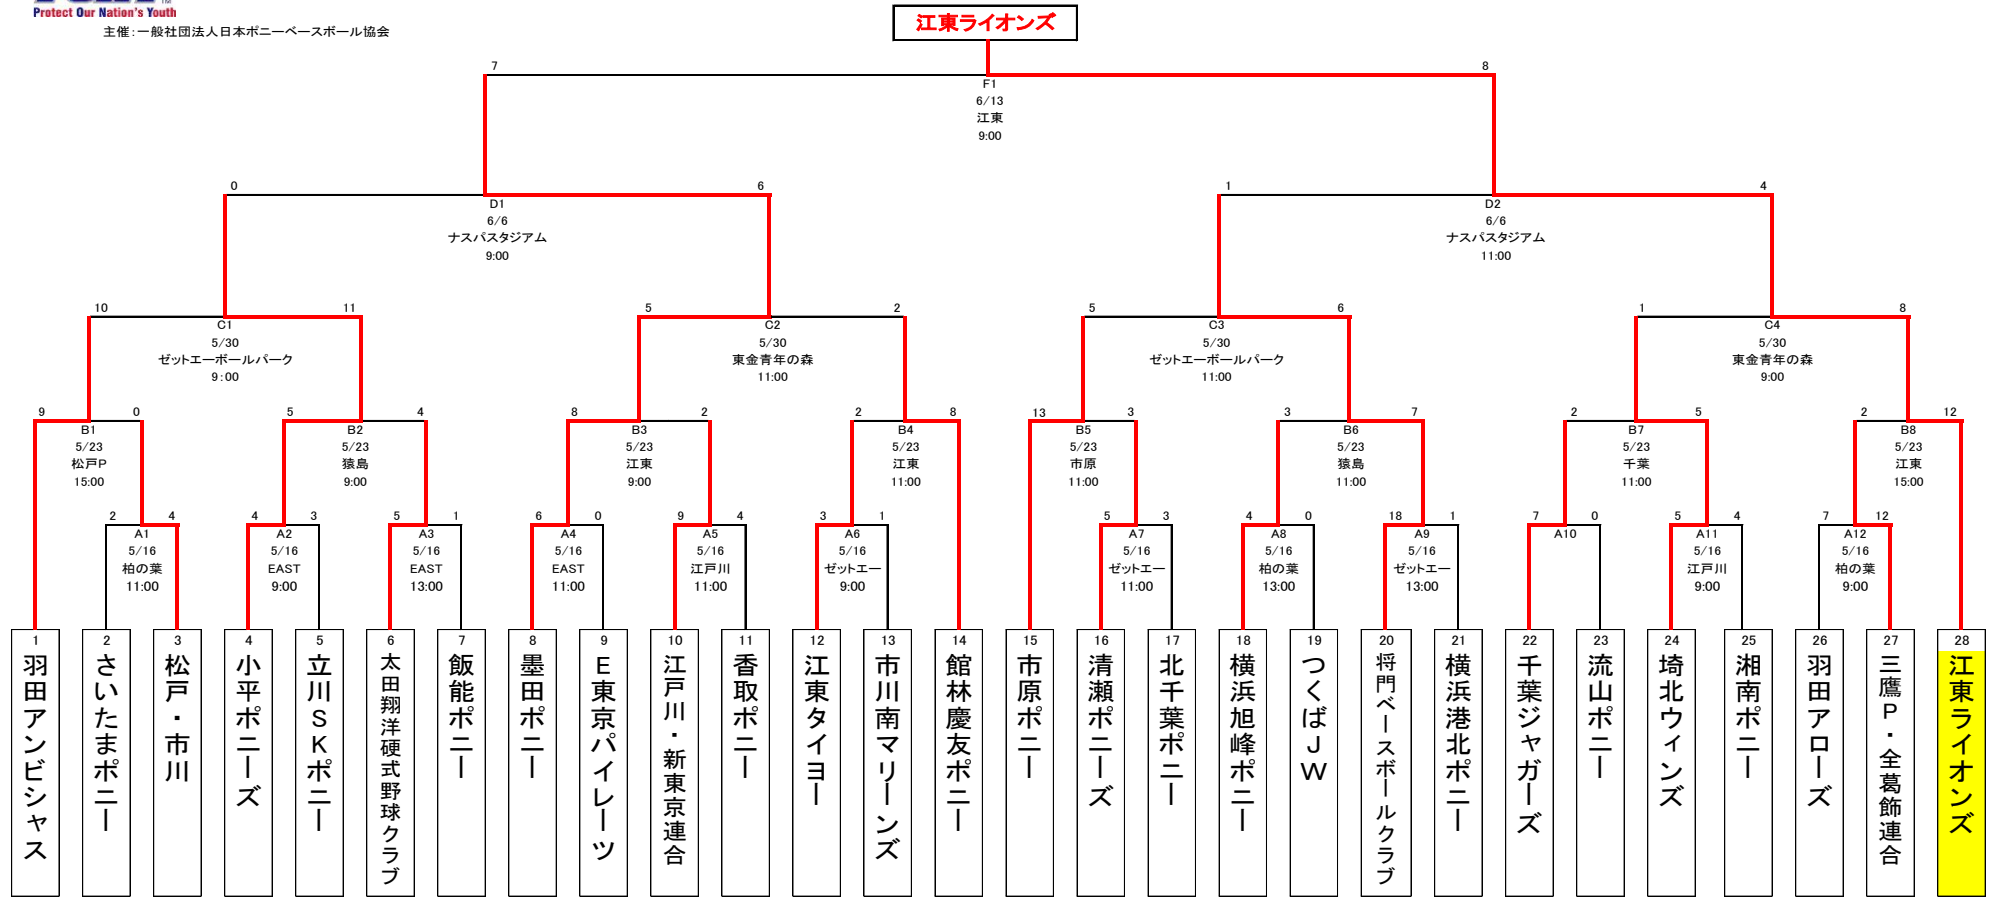 Protect Our Nation's Youth
TM
主催:一般社団法人日本ポニーベースボール協会
江東ライオンズ
7 8
F1
6/13
江東
9:00
0 6 1 4
D1
6/6
ナスパスタジアム
9:00
D2
6/6
ナスパスタジアム
11:00
10 11 5 2 5 6 1 8
C1
5/30
ゼットエーボールパーク
9:00
C2
5/30
東金青年の森
11:00
C3
5/30
ゼットエーボールパーク
11:00
C4
5/30
東金青年の森
9:00
9 0 5 4 8 2 2 8 13 3 3 7 2 5 2 12
B1
5/23
松戸P
15:00
B2
5/23
猿島
9:00
B3
5/23
江東
9:00
B4
5/23
江東
11:00
B5
5/23
市原
11:00
B6
5/23
猿島
11:00
B7
5/23
千葉
11:00
B8
5/23
江東
15:00
2 4 4 3 5 1 6 0 9 4 3 1 5 3 4 0 18 1 7 0 5 4 7 12
A1
5/16
柏の葉
11:00
A2
5/16
EAST
9:00
A3
5/16
EAST
13:00
A4
5/16
EAST
11:00
A5
5/16
江戸川
11:00
A6
5/16
ゼットエー
9:00
A7
5/16
ゼットエー
11:00
A8
5/16
柏の葉
13:00
A9
5/16
ゼットエー
13:00
A10
A11
5/16
江戸川
9:00
A12
5/16
柏の葉
9:00
1
羽田アンビシャス
2
さいたまポニー
3
松戸・市川
4
小平ポニーズ
5
立川SKポニー
6
太田翔洋硬式野球クラブ
7
飯能ポニー
8
墨田ポニー
9
E東京パイレーツ
10
江戸川・新東京連合
11
香取ポニー
12
江東タイヨー
13
市川南マリーンズ
14
館林慶友ポニー
15
市原ポニー
16
清瀬ポニーズ
17
北千葉ポニー
18
横浜旭峰ポニー
19
つくばJW
20
将門ベースボールクラブ
21
横浜港北ポニー
22
千葉ジャガーズ
23
流山ポニー
24
埼北ウィンズ
25
湘南ポニー
26
羽田アローズ
27
三鷹P・全葛飾連合
28
江東ライオンズ